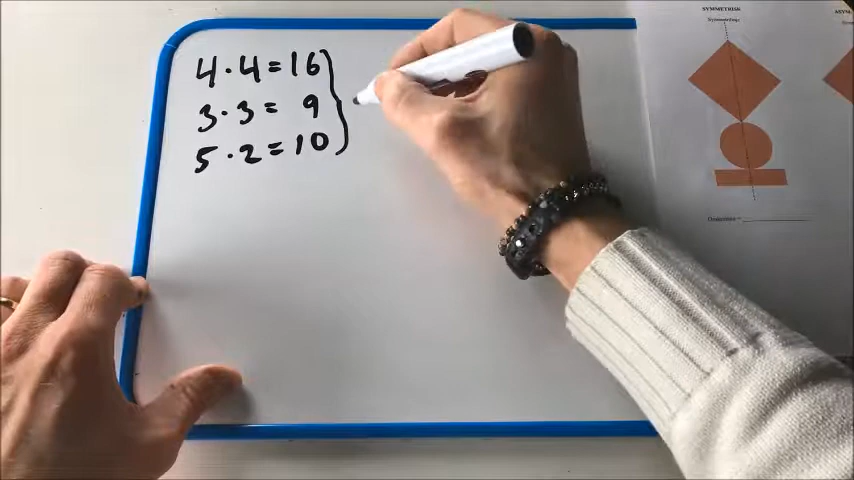 4·4=16
3·3= 9
5·2=10
SYMMETRISK